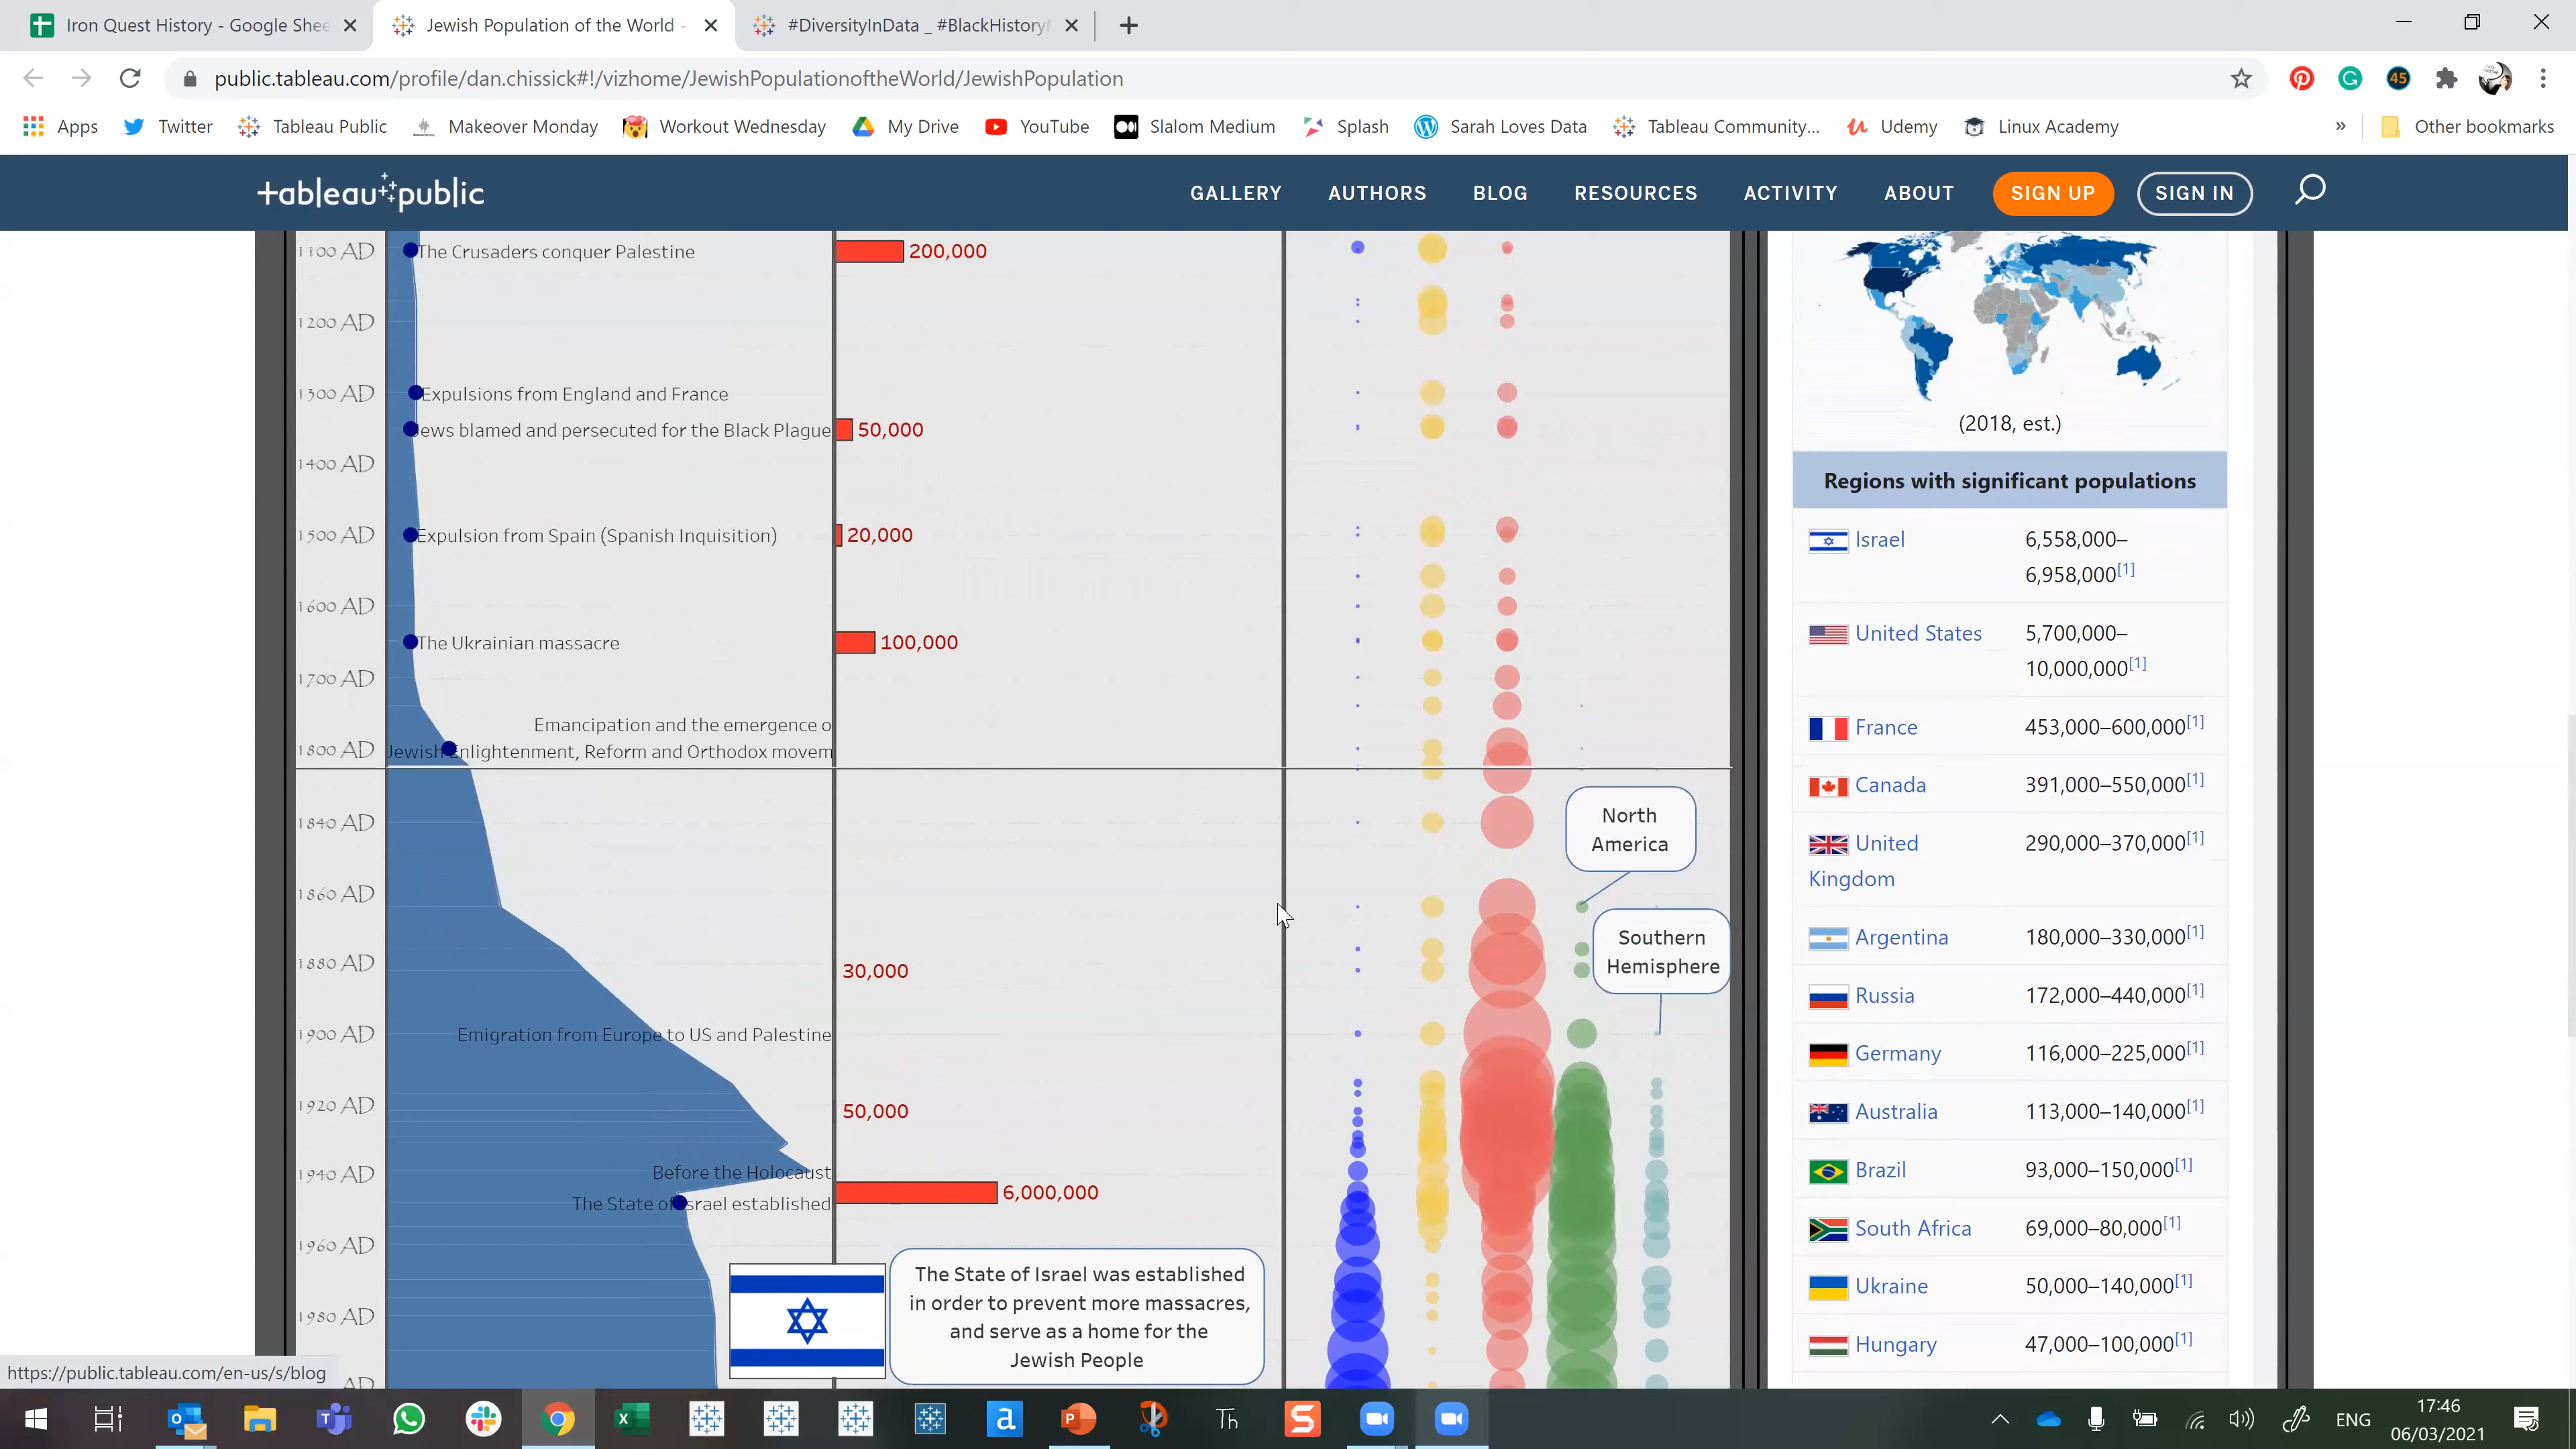 Iron Quest History - Google Shee
Jewish Population of the World -
#DiversityInData _ #BlackHistoryM
public.tableau.com/profile/dan.chissick#!/vizhome/JewishPopulationoftheWorld/JewishPopulation
45
Apps
Twitter
Tableau Public
Makeover Monday
Workout Wednesday
My Drive
YouTube
Slalom Medium
Splash
Sarah Loves Data
Tableau Community...
Udemy
Linux Academy
»
Other bookmarks
tableau public
GALLERY
AUTHORS
BLOG
RESOURCES
ACTIVITY
ABOUT
SIGN UP
SIGN IN
1100 AD
The Crusaders conquer Palestine
200,000
1200 AD
1300 AD
Expulsions from England and France
Jews blamed and persecuted for the Black Plague
50,000
1400 AD
1500 AD
Expulsion from Spain (Spanish Inquisition)
20,000
1600 AD
The Ukrainian massacre
100,000
1700 AD
Emancipation and the emergence o
1800 AD
Jewish Enlightenment, Reform and Orthodox movem
1840 AD
1860 AD
1880 AD
30,000
1900 AD
Emigration from Europe to US and Palestine
1920 AD
50,000
1940 AD
Before the Holocaust
6,000,000
The State of Israel established
1960 AD
1980 AD
AD
The State of Israel was established
in order to prevent more massacres,
and serve as a home for the
Jewish People
North
America
Southern
Hemisphere
(2018, est.)
Regions with significant populations
Israel 6,558,000–
6,958,000[1]
United States 5,700,000–
10,000,000[1]
France 453,000–600,000[1]
Canada 391,000–550,000[1]
United 290,000–370,000[1]
Kingdom
Argentina 180,000–330,000[1]
Russia 172,000–440,000[1]
Germany 116,000–225,000[1]
Australia 113,000–140,000[1]
Brazil 93,000–150,000[1]
South Africa 69,000–80,000[1]
Ukraine 50,000–140,000[1]
Hungary 47,000–100,000[1]
https://public.tableau.com/en-us/s/blog
Th
ENG
17:46
06/03/2021